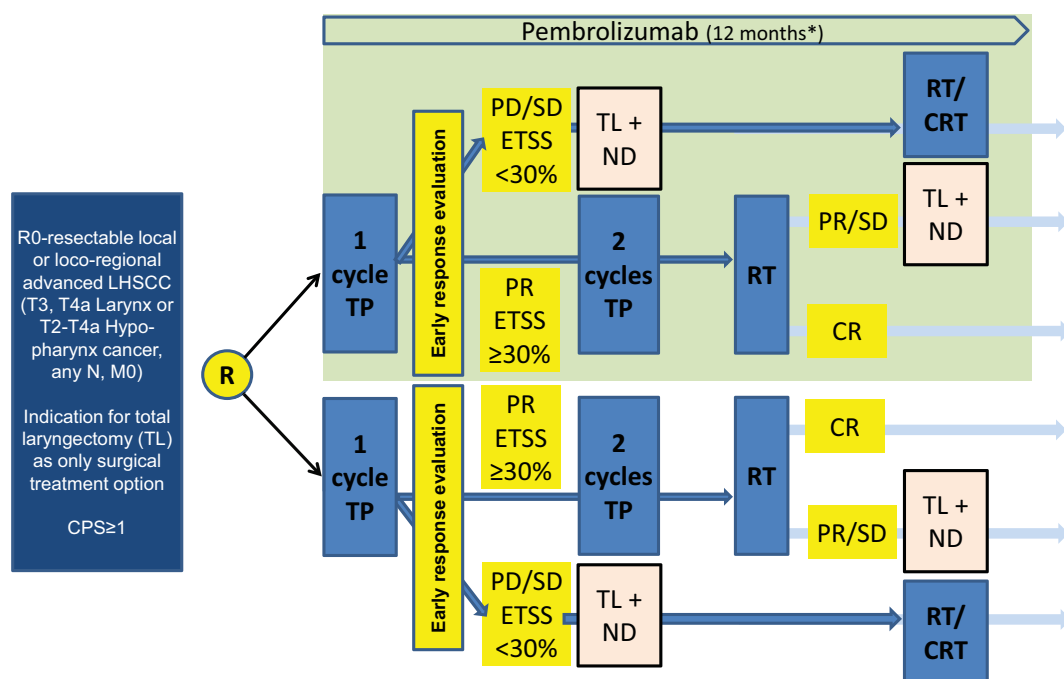 Pembrolizumab (12 months*)
R0-resectable local
or loco-regional
advanced LHSCC
(T3, T4a Larynx or
T2-T4a Hypo-
pharynx cancer,
any N, M0)
Indication for total
laryngectomy (TL)
as only surgical
treatment option
CPS≥1
R
1
cycle
TP
Early response evaluation
PD/SD
ETSS
<30%
TL +
ND
RT/
CRT
PR
ETSS
≥30%
2
cycles
TP
RT
PR/SD
TL +
ND
CR
1
cycle
TP
Early response evaluation
PR
ETSS
≥30%
2
cycles
TP
RT
CR
PR/SD
TL +
ND
PD/SD
ETSS
<30%
TL +
ND
RT/
CRT